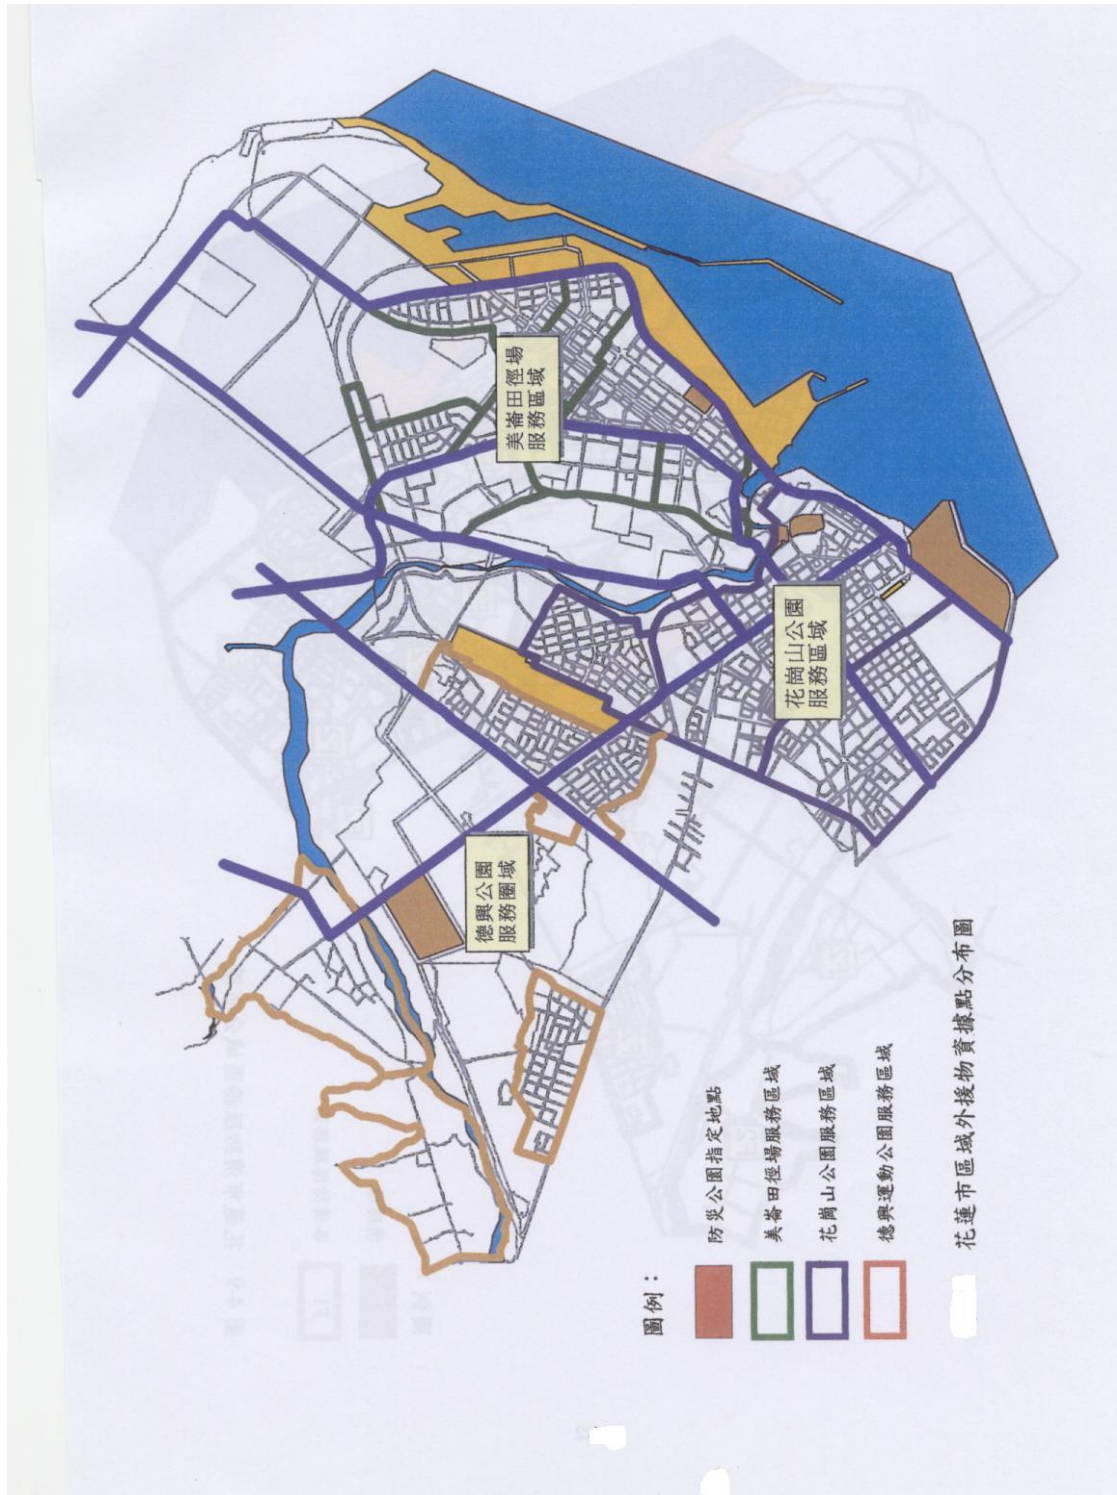 美崙田徑場
服務區域
花崗山公園
服務區域
德興公園
服務圈域
圖例：
防災公園指定地點
美崙田徑場服務區域
花崗山公園服務區域
德興運動公園服務區域
花蓮市區域外援物資據點分布圖